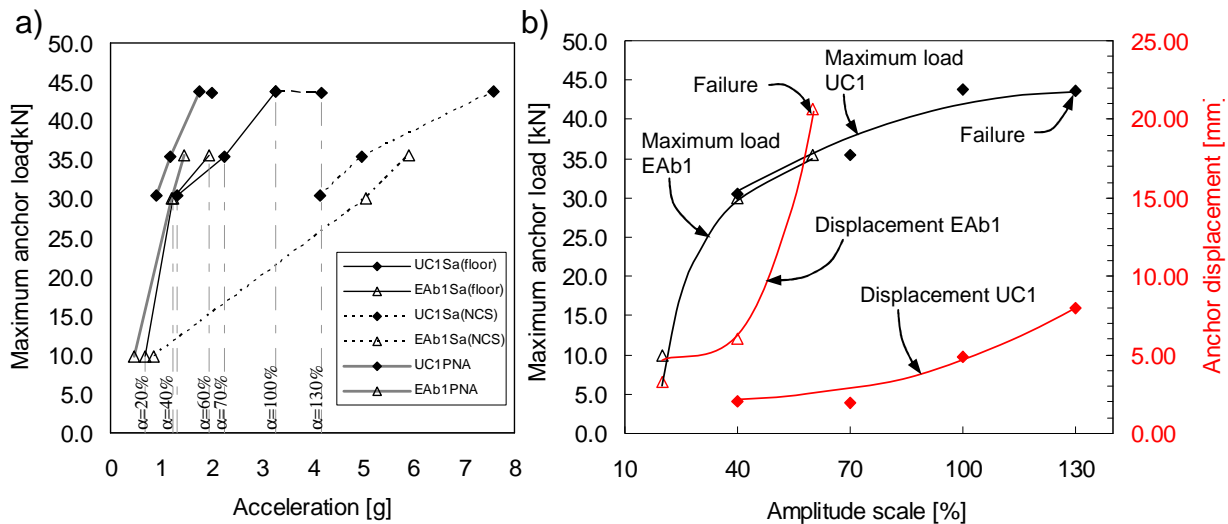 a)
Maximum anchor load[kN]
50.0
45.0
40.0
35.0
30.0
25.0
20.0
15.0
10.0
5.0
0.0
0
1
2
3
4
5
6
7
8
Acceleration [g]
α=20%
α=40%
α=60%
α=70%
α=100%
α=130%
UC1Sa(floor)
EAb1Sa(floor)
UC1Sa(NCS)
EAb1Sa(NCS)
UC1PNA
EAb1PNA
b)
Maximum anchor load [kN]
50.0
45.0
40.0
35.0
30.0
25.0
20.0
15.0
10.0
5.0
0.0
10
40
70
100
130
Amplitude scale [%]
25.00
20.00
15.00
10.00
5.00
0.00
Anchor displacement [mm]
Failure
Maximum load
UC1
Maximum load
EAb1
Failure
Displacement EAb1
Displacement UC1